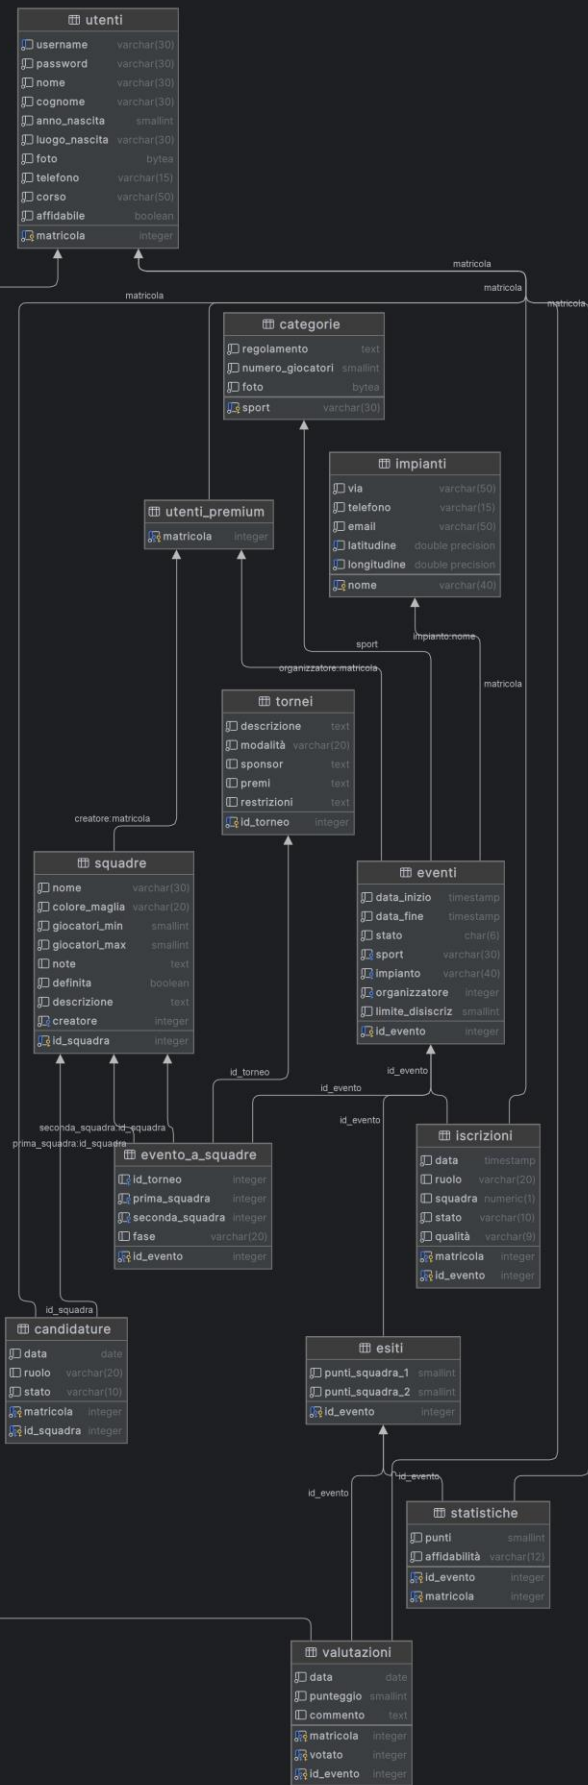 utenti
username varchar(30)
password varchar(30)
nome varchar(30)
cognome varchar(30)
anno_nascita smallint
luogo_nascita varchar(30)
foto bytea
telefono varchar(15)
corso varchar(50)
affidabile boolean
matricola integer
matricola
matricola
matricola
matricola
categorie
regolamento text
numero_giocatori smallint
foto bytea
sport varchar(30)
impianti
via varchar(50)
telefono varchar(15)
email varchar(50)
latitudine double precision
longitudine double precision
nome varchar(40)
utenti_premium
matricola integer
impianto:nome
sport
organizzatore:matricola
matricola
tornei
descrizione text
modalità varchar(20)
sponsor text
premi text
restrizioni text
id_torneo integer
creatore:matricola
squadre
nome varchar(30)
colore_maglia varchar(20)
giocatori_min smallint
giocatori_max smallint
note text
definita boolean
descrizione text
creatore integer
id_squadra integer
eventi
data_inizio timestamp
data_fine timestamp
stato char(6)
sport varchar(30)
impianto varchar(40)
organizzatore integer
limite_disiscriz smallint
id_evento integer
id_torneo
id_evento
id_evento
id_evento
seconda_squadra:id_squadra
prima_squadra:id_squadra
evento_a_squadre
id_torneo integer
prima_squadra integer
seconda_squadra integer
fase varchar(20)
id_evento integer
iscrizioni
data timestamp
ruolo varchar(20)
squadra numeric(1)
stato varchar(10)
qualità varchar(9)
matricola integer
id_evento integer
id_squadra
candidature
data date
ruolo varchar(20)
stato varchar(10)
matricola integer
id_squadra integer
esiti
punti_squadra_1 smallint
punti_squadra_2 smallint
id_evento integer
id_evento
id_evento
statistiche
punti smallint
affidabilità varchar(12)
id_evento integer
matricola integer
valutazioni
data date
punteggio smallint
commento text
matricola integer
votato integer
id_evento integer